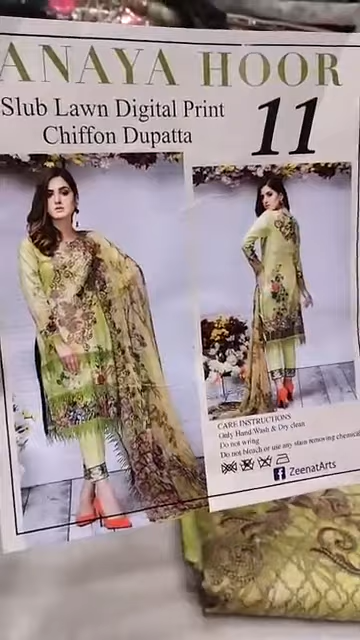 ANAYA HOOR
Slub Lawn Digital Print
Chiffon Dupatta
11
CARE INSTRUCTIONS
Only Hand Wash & Dry clean
Do not wring
Do not bleach or use any stain removing chemical
ZeenatArts